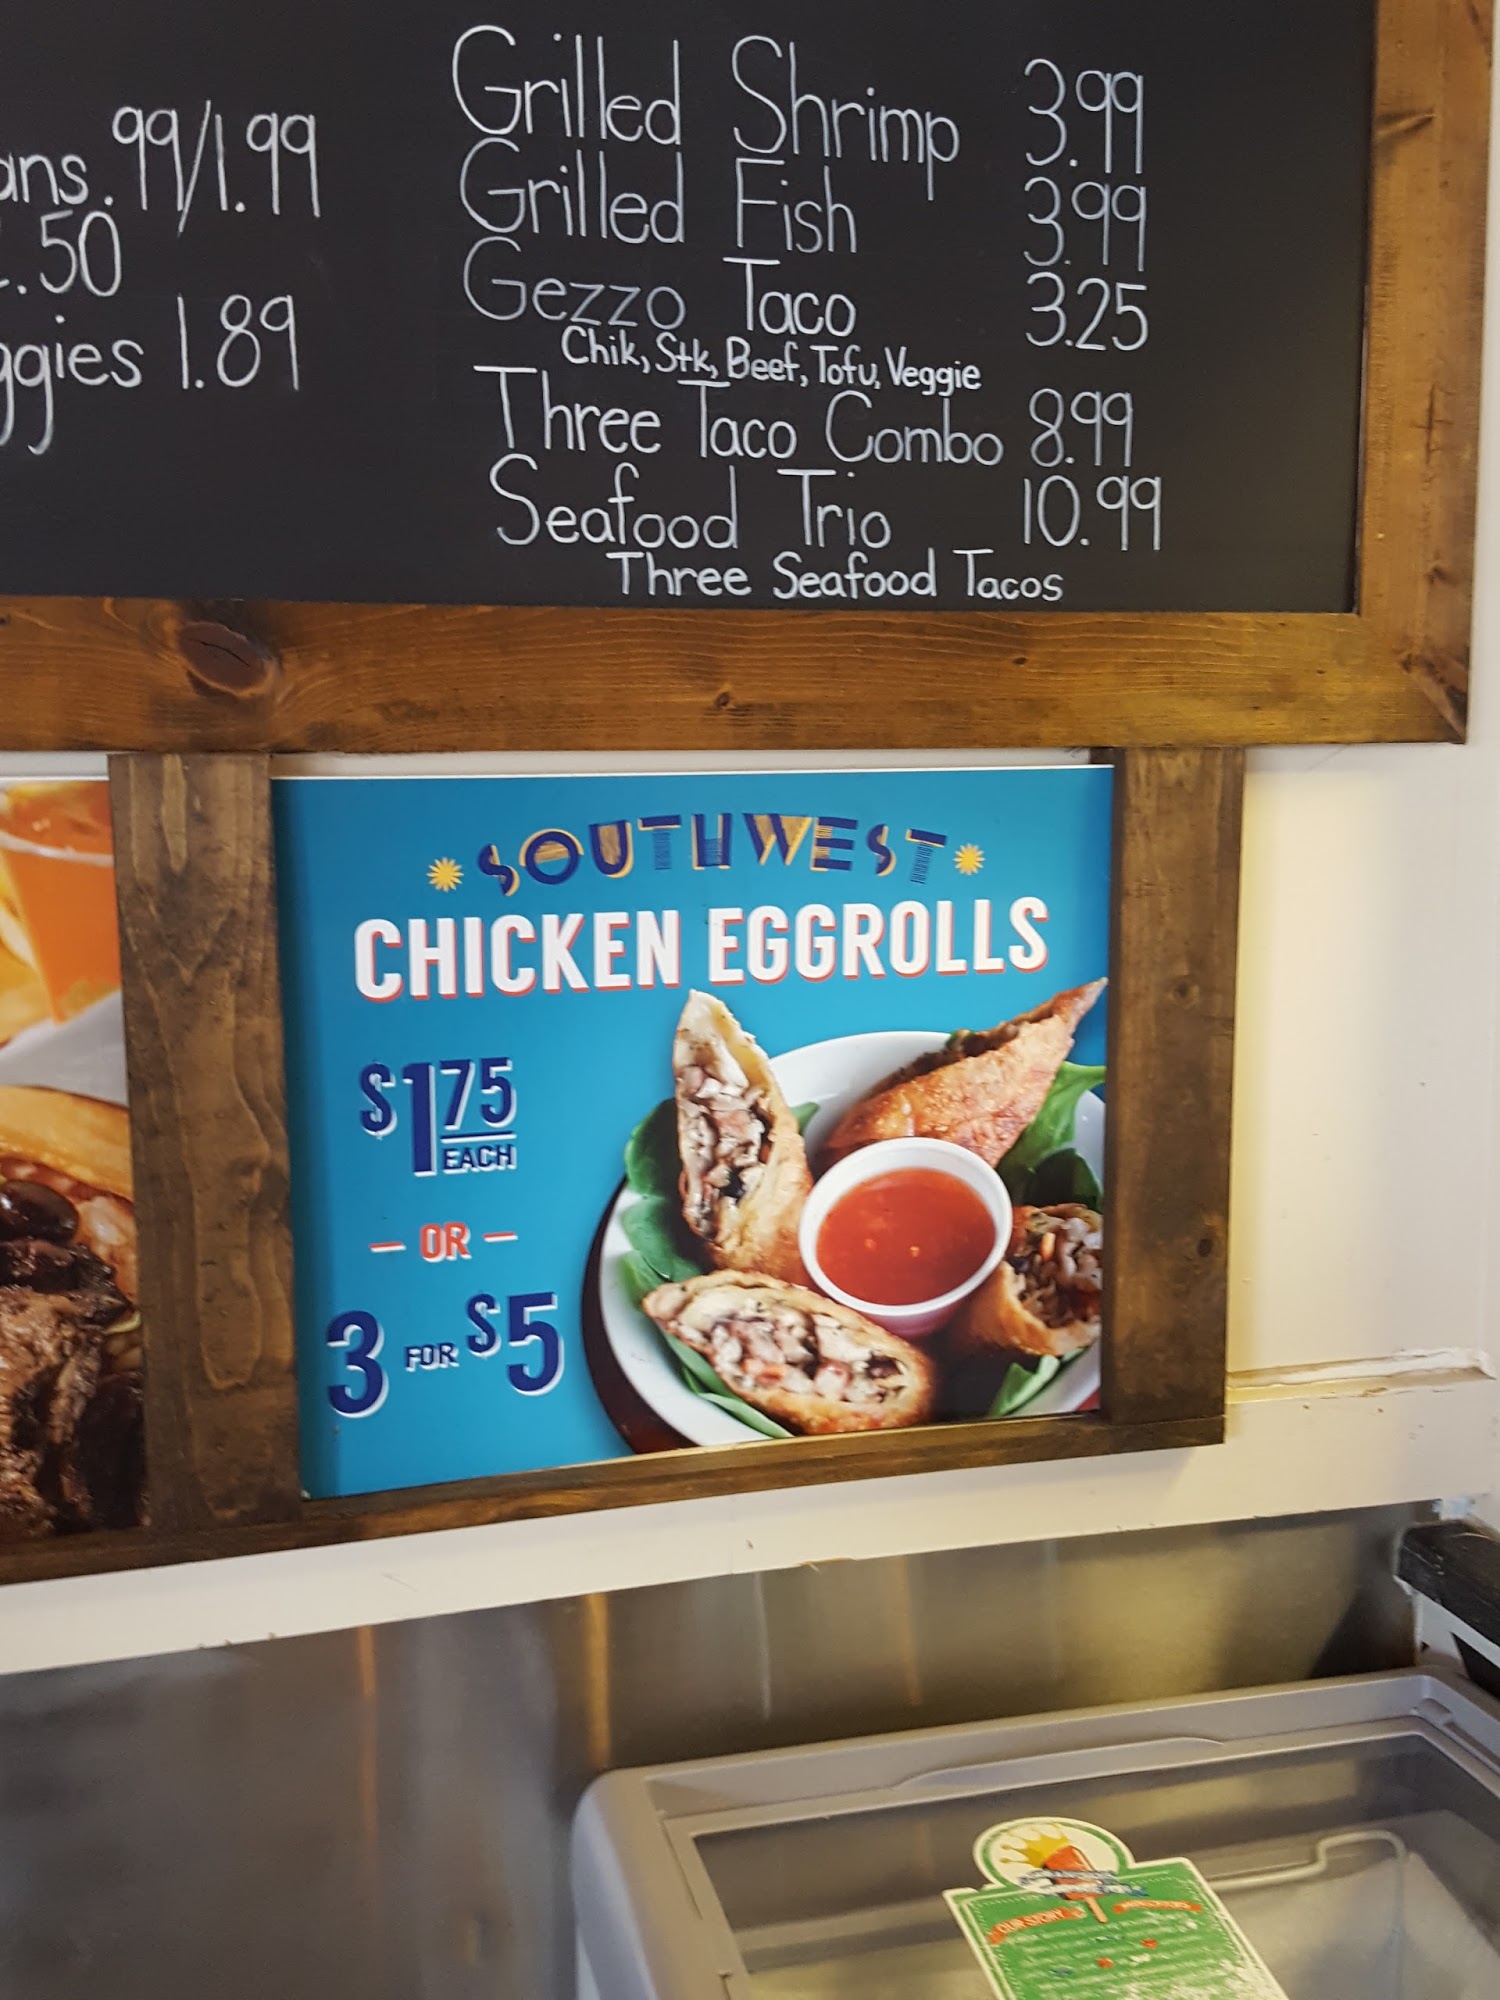 .99/1.99
.50
1.89
Grilled Shrimp 3.99
Grilled Fish 3.99
Gezzo Taco 3.25
Chik, Stk, Beef, Tofu, Veggie
Three Taco Combo 8.99
Seafood Trio 10.99
Three Seafood Tacos
SOUTHWEST
CHICKEN EGGROLLS
$1.75
EACH
- OR -
3 FOR $5
OUR STORY